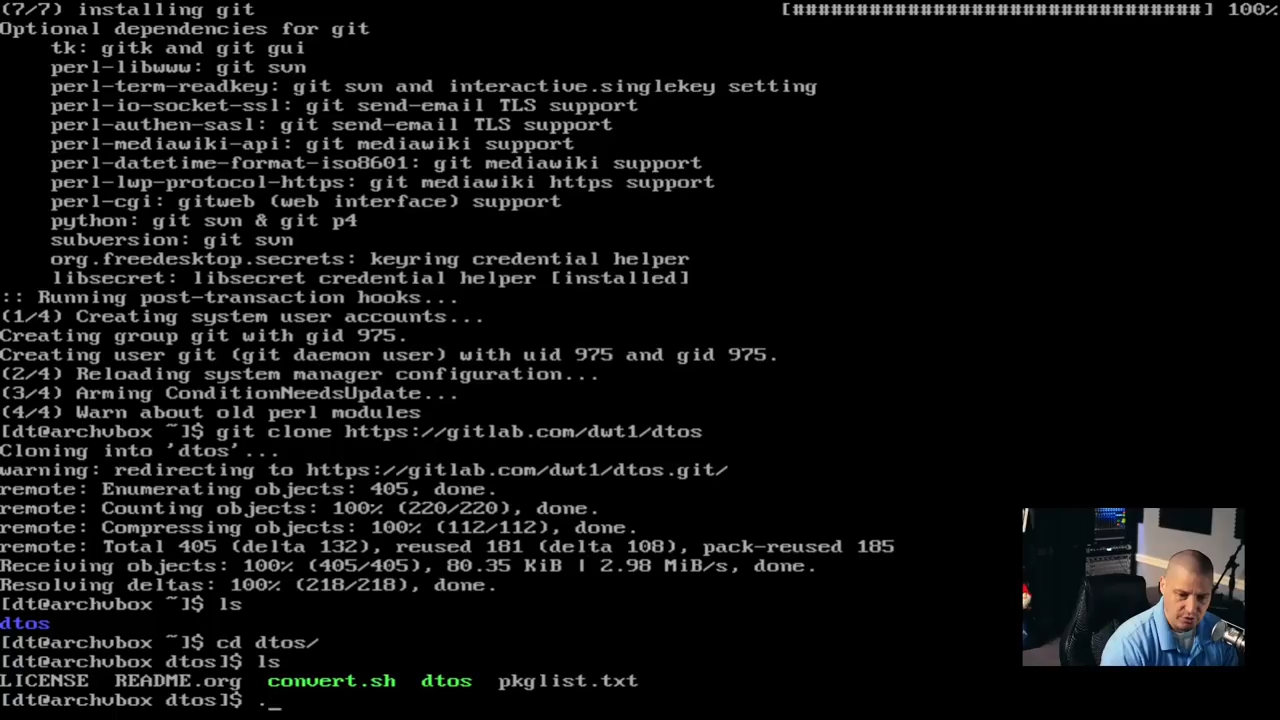 (7/7) installing git [################################] 100%
Optional dependencies for git
tk: gitk and git gui
perl-libwww: git svn
perl-term-readkey: git svn and interactive.singlekey setting
perl-io-socket-ssl: git send-email TLS support
perl-authen-sasl: git send-email TLS support
perl-mediawiki-api: git mediawiki support
perl-datetime-format-iso8601: git mediawiki support
perl-lwp-protocol-https: git mediawiki https support
perl-cgi: gitweb (web interface) support
python: git svn & git p4
subversion: git svn
org.freedesktop.secrets: keyring credential helper
libsecret: libsecret credential helper [installed]
:: Running post-transaction hooks...
(1/4) Creating system user accounts...
Creating group git with gid 975.
Creating user git (git daemon user) with uid 975 and gid 975.
(2/4) Reloading system manager configuration...
(3/4) Arming ConditionNeedsUpdate...
(4/4) Warn about old perl modules
[dt@archvbox ~]$ git clone https://gitlab.com/dwt1/dtos
Cloning into 'dtos'...
warning: redirecting to https://gitlab.com/dwt1/dtos.git/
remote: Enumerating objects: 405, done.
remote: Counting objects: 100% (220/220), done.
remote: Compressing objects: 100% (112/112), done.
remote: Total 405 (delta 132), reused 181 (delta 108), pack-reused 185
Receiving objects: 100% (405/405), 80.35 KiB | 2.98 MiB/s, done.
Resolving deltas: 100% (218/218), done.
[dt@archvbox ~]$ ls
dtos
[dt@archvbox ~]$ cd dtos/
[dt@archvbox dtos]$ ls
LICENSE README.org convert.sh dtos pkglist.txt
[dt@archvbox dtos]$ ._